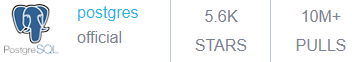 PostgreSQL
postgres
official
5.6K
STARS
10M+
PULLS